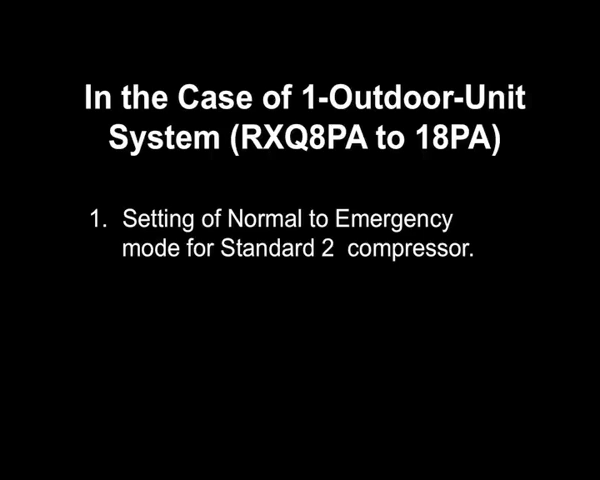 In the Case of 1-Outdoor-Unit
System (RXQ8PA to 18PA)
1. Setting of Normal to Emergency
mode for Standard 2 compressor.